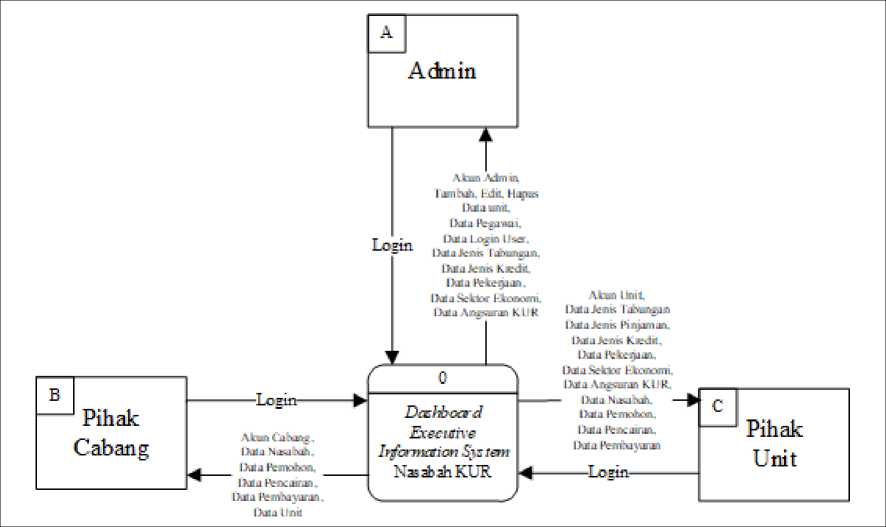 A
Admin
Akun Admin,
Tambah, Edit, Hapus
Data unit,
Data Pegawai,
Data Login User,
Data Jenis Tabungan,
Data Jenis Kredit,
Data Pekerjaan,
Data Sektor Ekonomi,
Data Angsuran KUR
Login
Akun Unit,
Data Jenis Tabungan
Data Jenis Pinjaman,
Data Jenis Kredit,
Data Pekerjaan,
Data Sektor Ekonomi,
Data Angsuran KUR,
Data Nasabah,
Data Pemohon,
Data Pencairan,
Data Pembayaran
B
Pihak
Cabang
Login
0
Dashboard
Executive
Information System
Nasabah KUR
C
Pihak
Unit
Akun Cabang,
Data Nasabah,
Data Pemohon,
Data Pencairan,
Data Pembayaran,
Data Unit
Login